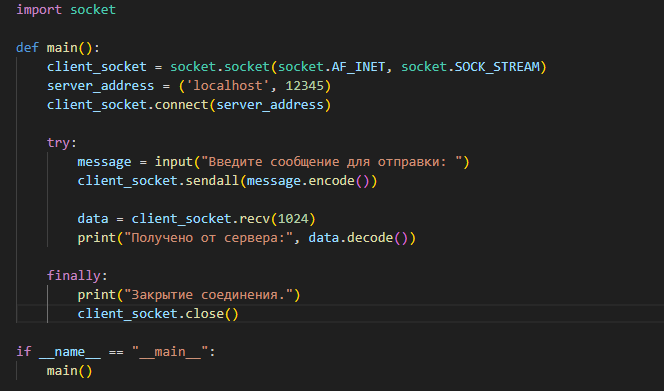 import socket

def main():
    client_socket = socket.socket(socket.AF_INET, socket.SOCK_STREAM)
    server_address = ('localhost', 12345)
    client_socket.connect(server_address)

    try:
        message = input("Введите сообщение для отправки: ")
        client_socket.sendall(message.encode())

        data = client_socket.recv(1024)
        print("Получено от сервера:", data.decode())

    finally:
        print("Закрытие соединения.")
        client_socket.close()

if __name__ == "__main__":
    main()